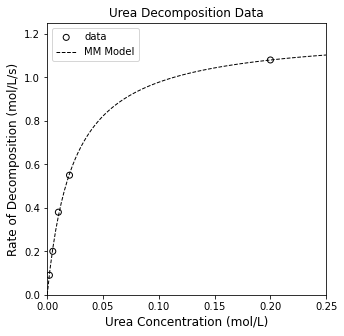 Urea Decomposition Data
data
MM Model
Rate of Decomposition (mol/L/s)
1.2
1.0
0.8
0.6
0.4
0.2
0.0
0.00 0.05 0.10 0.15 0.20 0.25
Urea Concentration (mol/L)